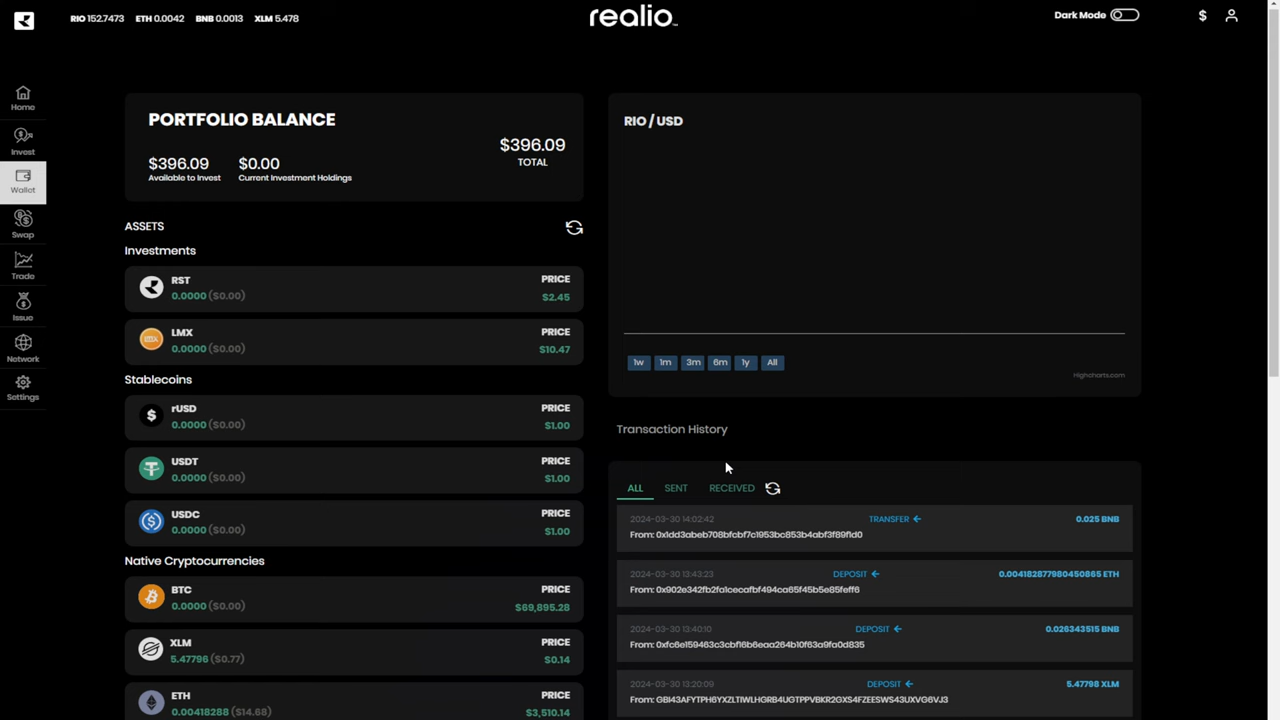 RIO 152.7473 ETH 0.0042 BNB 0.0013 XLM 5.478
realio
Dark Mode
$
Home
Invest
Wallet
Swap
Trade
Issue
Network
Settings
PORTFOLIO BALANCE
$396.09
Available to Invest
$0.00
Current Investment Holdings
$396.09
TOTAL
ASSETS
Investments
RST PRICE
0.0000 ($0.00) $2.45
LMX PRICE
0.0000 ($0.00) $10.47
Stablecoins
rUSD PRICE
0.0000 ($0.00) $1.00
USDT PRICE
0.0000 ($0.00) $1.00
USDC PRICE
0.0000 ($0.00) $1.00
Native Cryptocurrencies
BTC PRICE
0.0000 ($0.00) $69,895.28
XLM PRICE
5.47796 ($0.77) $0.14
ETH PRICE
0.00418288 ($14.68) $3,510.14
RIO / USD
1w 1m 3m 6m 1y All
Highcharts.com
Transaction History
ALL SENT RECEIVED
2024-03-30 14:02:42 TRANSFER 0.025 BNB
From: 0x1dd3abeb708bfcbf7c1953bc853b4abf3f89f1d0
2024-03-30 13:43:23 DEPOSIT 0.004182877980450865 ETH
From: 0x902e342fb2fa1cecafbf494ca65f45b5e85feff6
2024-03-30 13:40:10 DEPOSIT 0.026343515 BNB
From: 0xfc8e159463c3cbf16b6eaa264b10f63a9fa0d835
2024-03-30 13:20:09 DEPOSIT 5.47798 XLM
From: GBI43AFYTPH6YXZLTIWLHGRB4UGTPPVBKR2GXS4FZEESWS43UXVG6VJ3